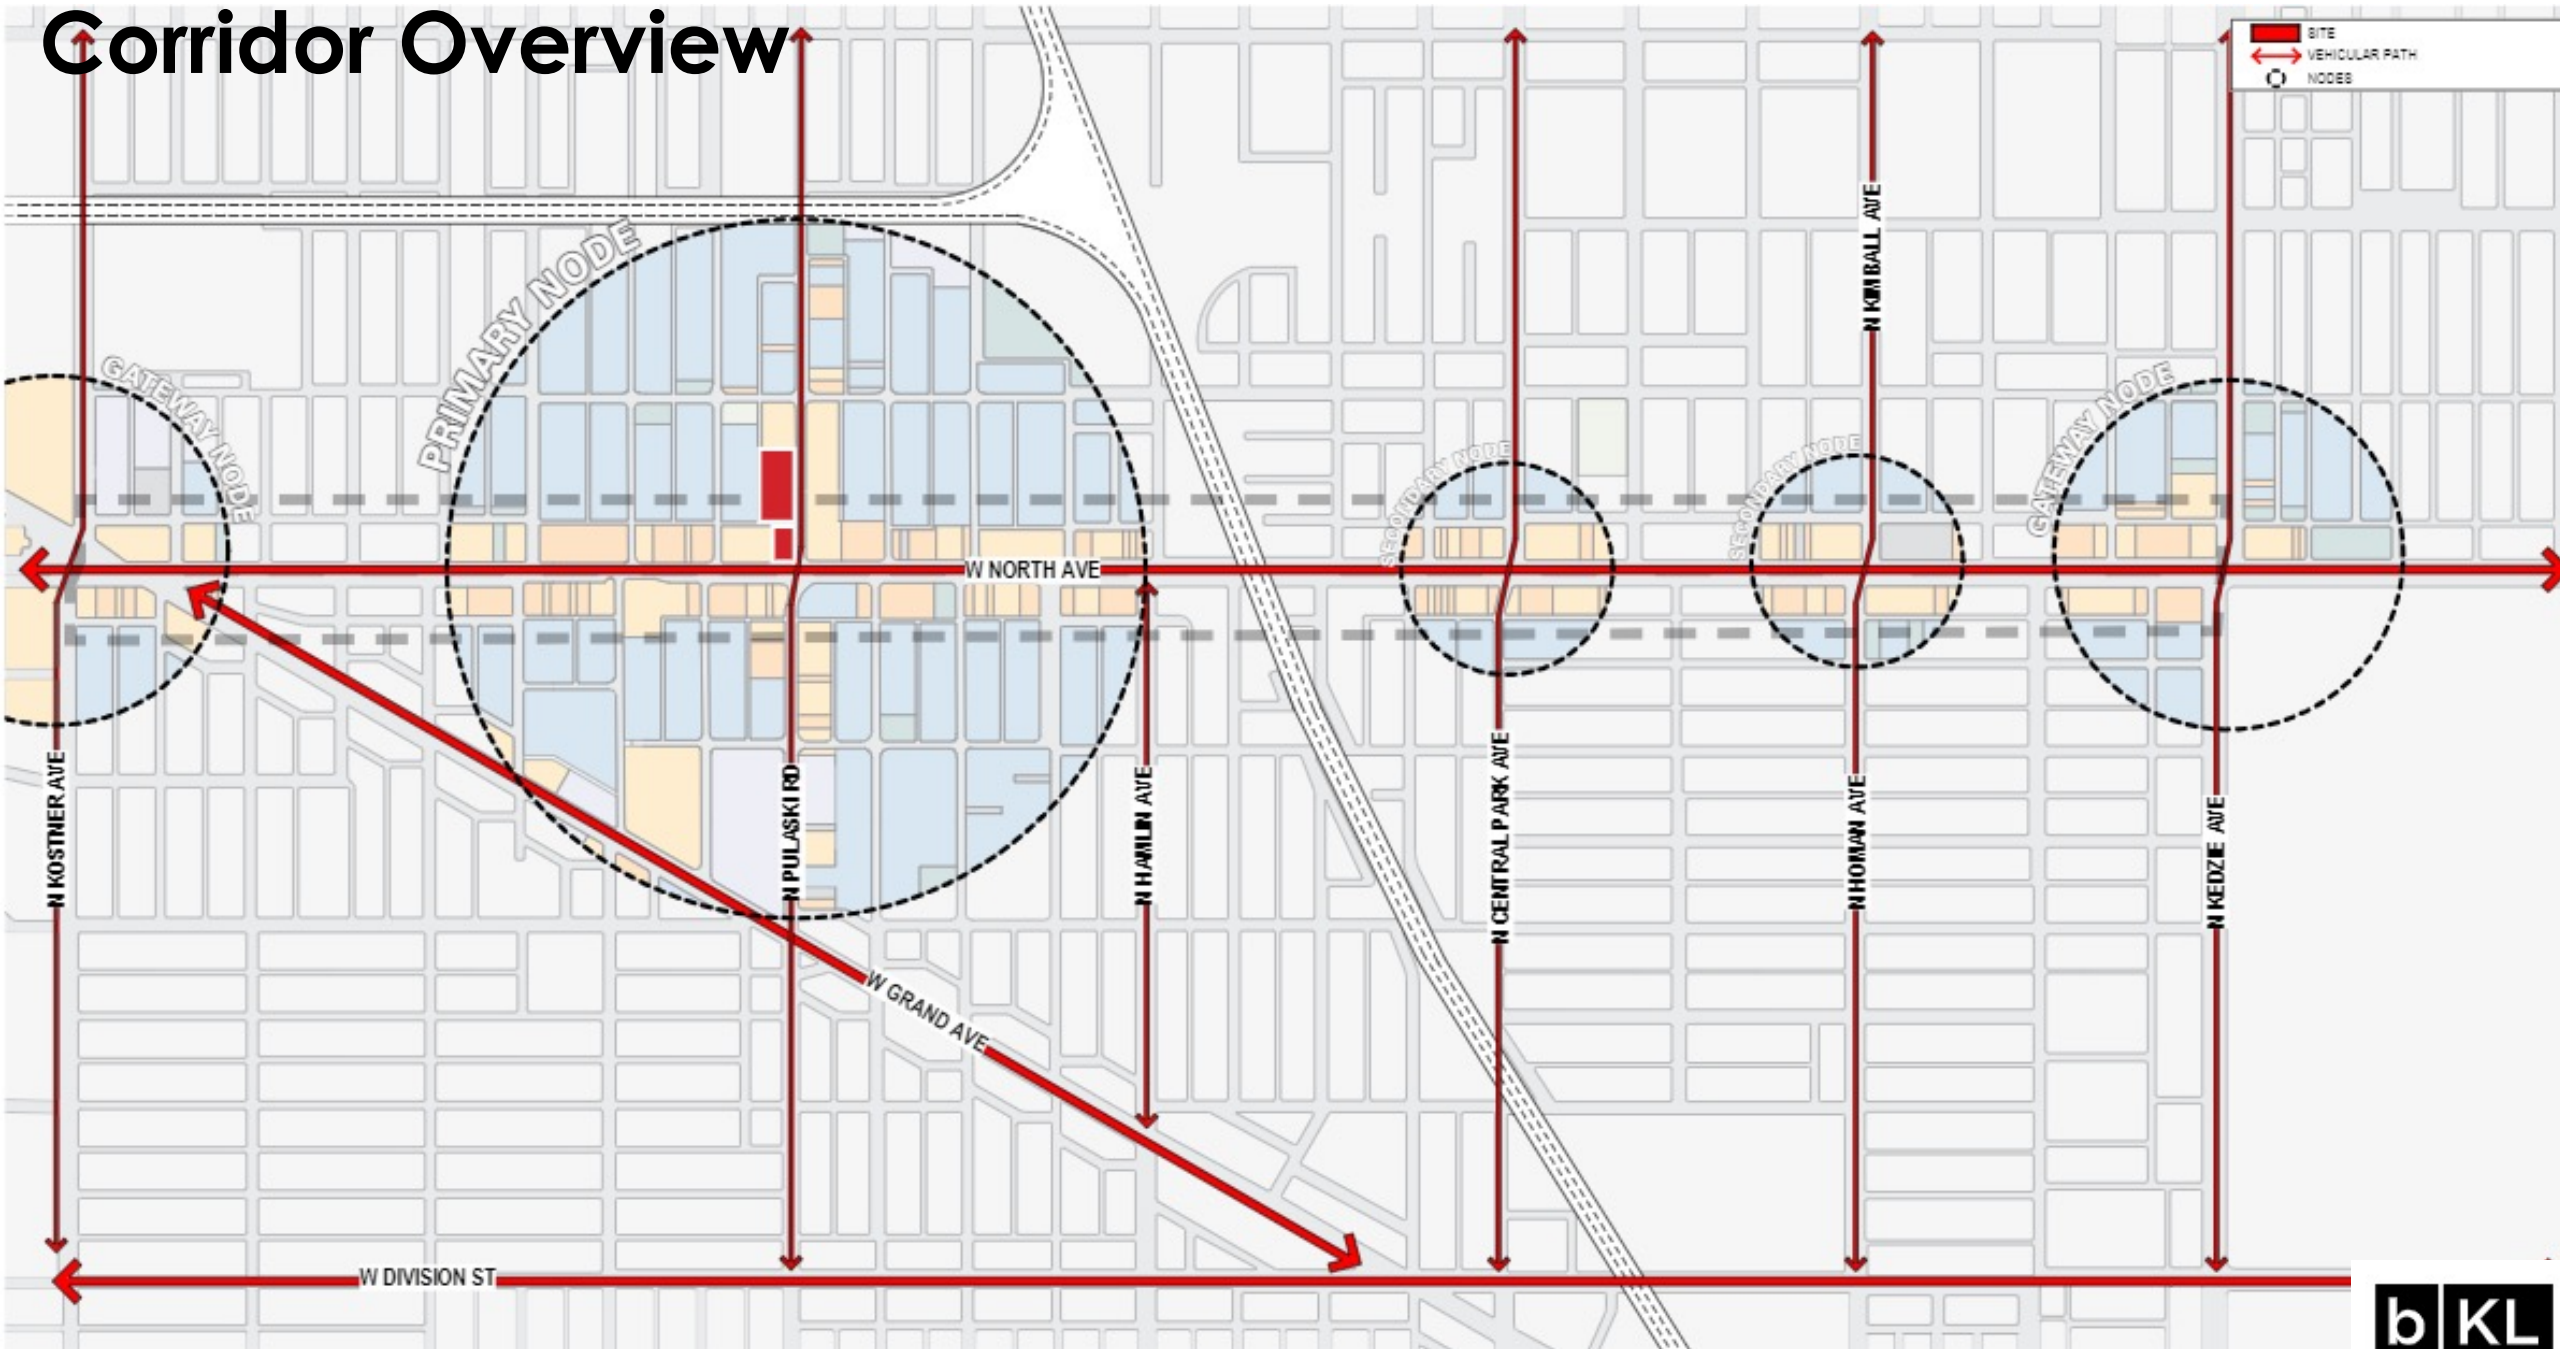 Corridor Overview
SITE
VEHICULAR PATH
NODES
N KIMBALL AVE
PRIMARY NODE
GATEWAY NODE
GATEWAY NODE
SECONDARY NODE
SECONDARY NODE
W NORTH AVE
N KOSTNER AVE
N PULASKI RD
N HAMLIN AVE
N CENTRAL PARK AVE
N HOMAN AVE
N KEDZIE AVE
W GRAND AVE
W DIVISION ST
b KL